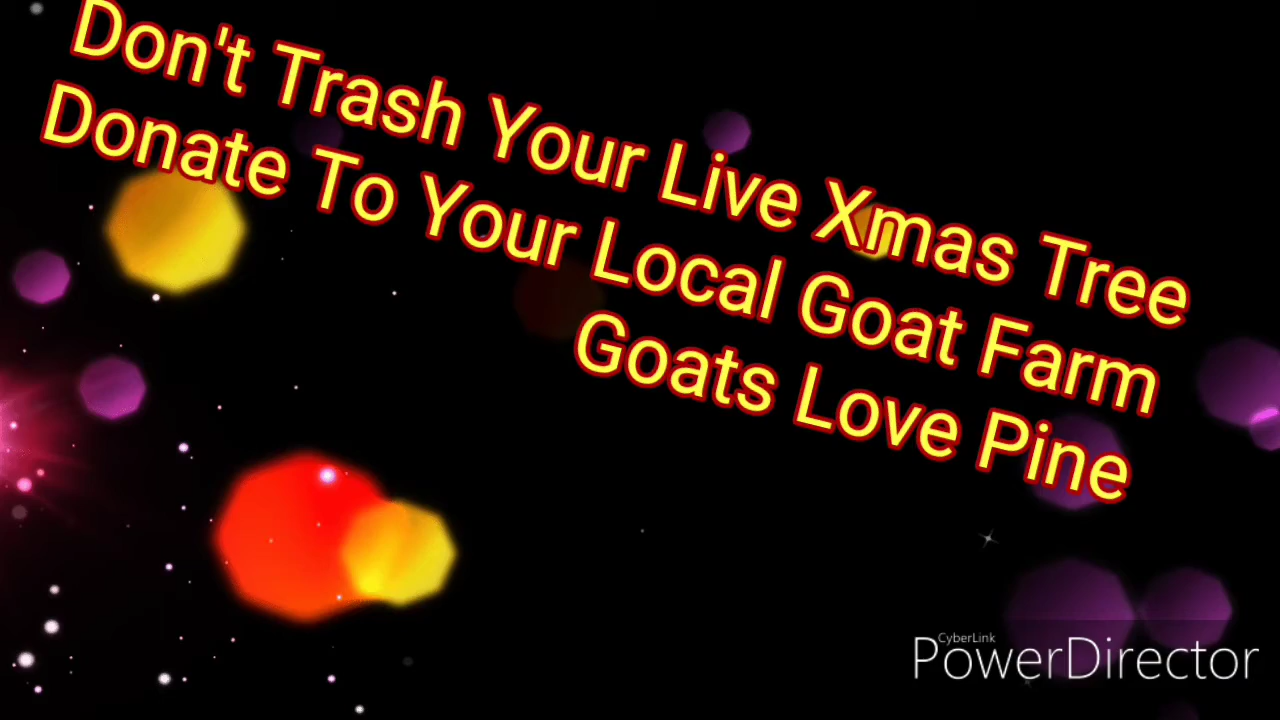 Don't Trash Your Live Xmas Tree
Donate To Your Local Goat Farm
Goats Love Pine
CyberLink
PowerDirector